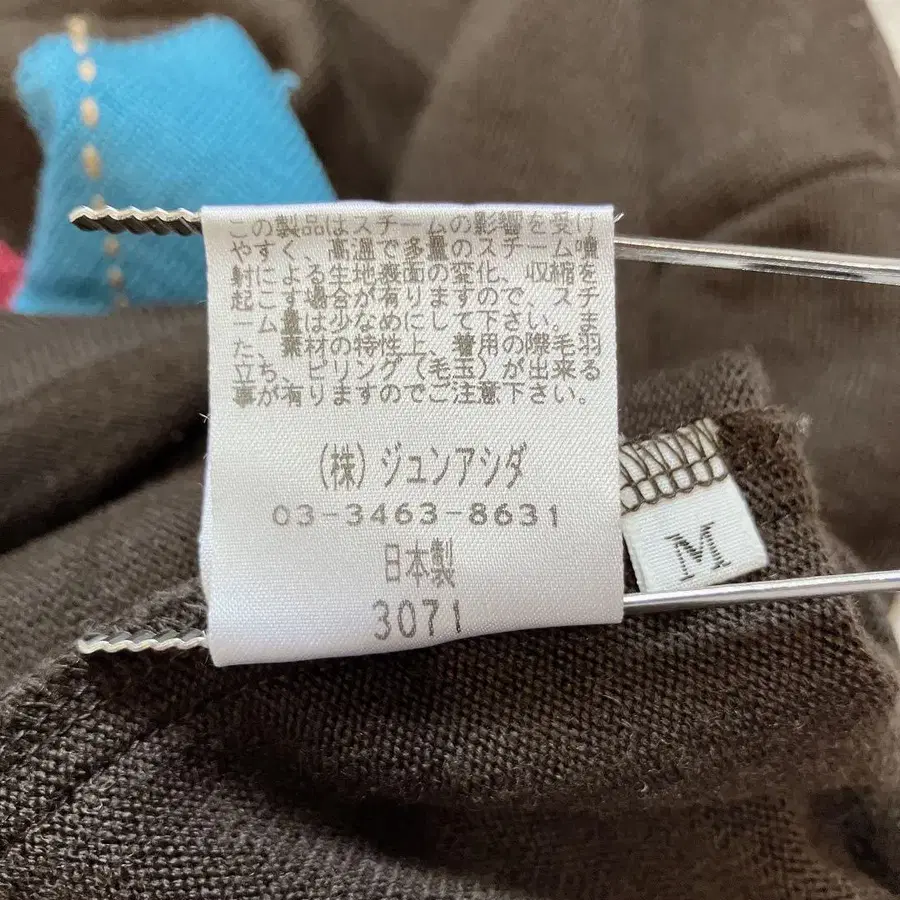 この製品はスチームの影響を受け
やすく、高温で多量のスチーム噴
射による生地表面の変化、収縮を
起こす場合が有りますので、スチ
ーム量は少なめにして下さい。ま
た、素材の特性上、着用の際毛羽
立ち、ピリング(毛玉)が出来る
事が有りますのでご注意下さい。
(株)ジュンアシダ
03-3463-8631
日本製
3071
M